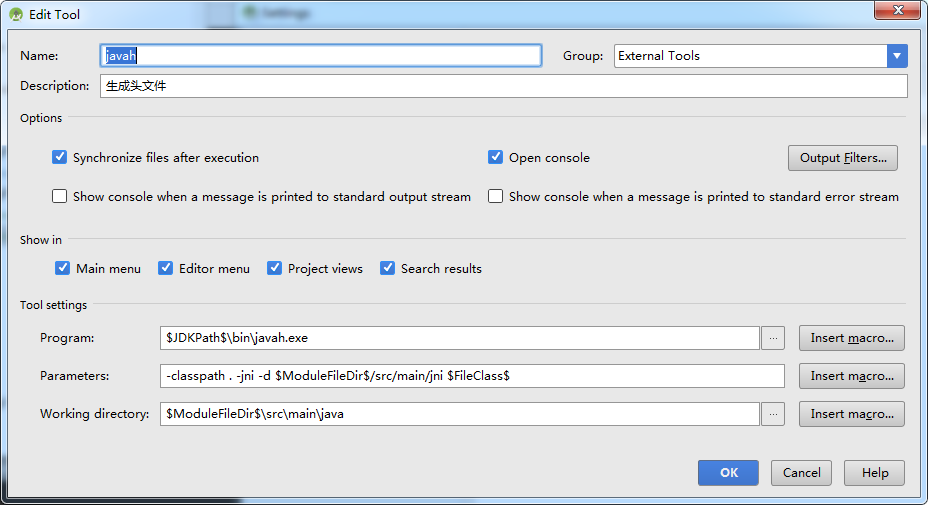 Edit Tool
Name: javah Group: External Tools
Description: 生成头文件
Options
Synchronize files after execution Open console Output Filters...
Show console when a message is printed to standard output stream Show console when a message is printed to standard error stream
Show in
Main menu Editor menu Project views Search results
Tool settings
Program: $JDKPath$\bin\javah.exe ... Insert macro...
Parameters: -classpath . -jni -d $ModuleFileDir$/src/main/jni $FileClass$ Insert macro...
Working directory: $ModuleFileDir$\src\main\java ... Insert macro...
OK Cancel Help